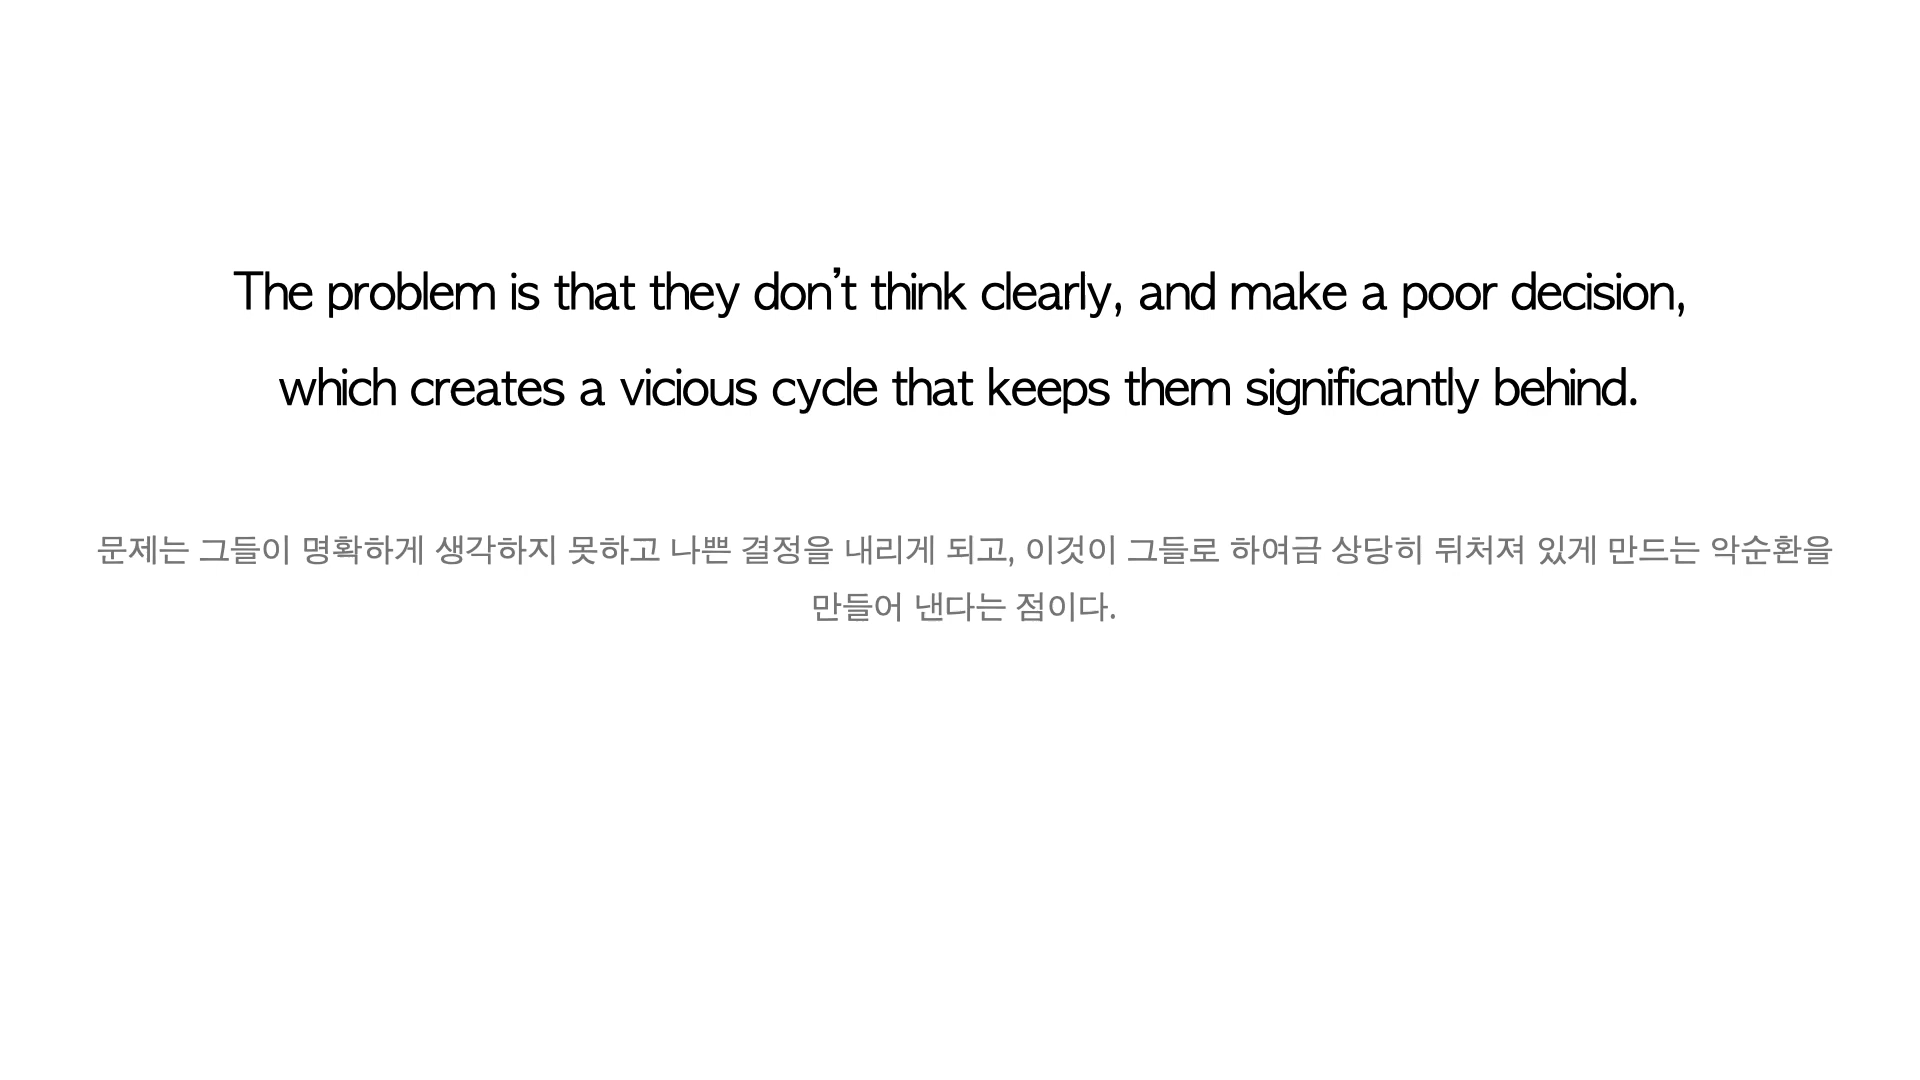 The problem is that they don’t think clearly, and make a poor decision,
which creates a vicious cycle that keeps them significantly behind.
문제는 그들이 명확하게 생각하지 못하고 나쁜 결정을 내리게 되고, 이것이 그들로 하여금 상당히 뒤처져 있게 만드는 악순환을
만들어 낸다는 점이다.